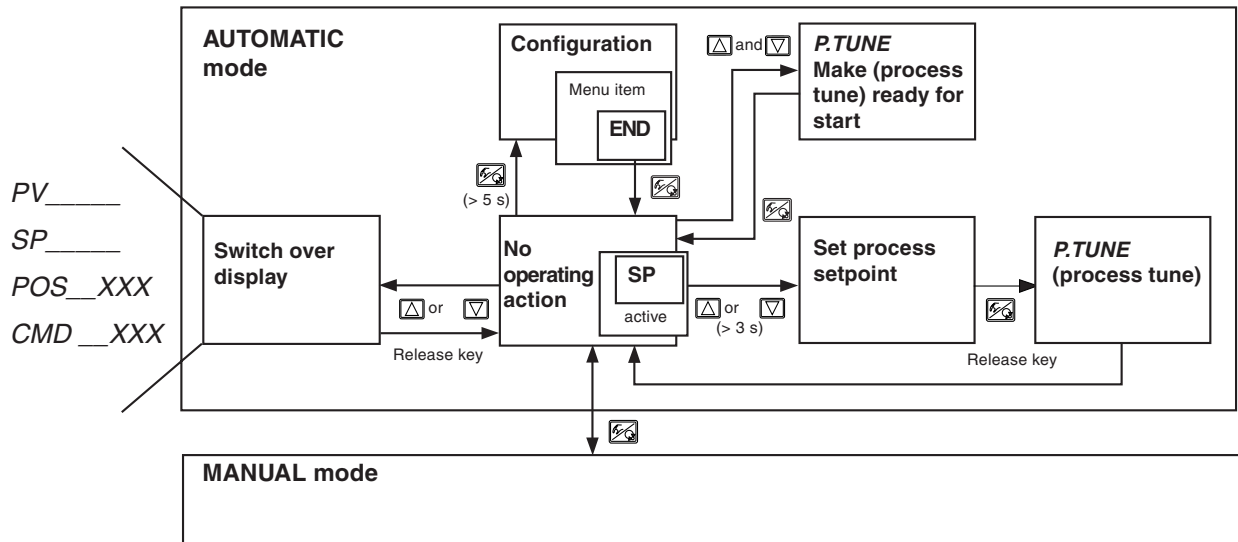 AUTOMATIC
mode
Configuration
Menu item
END
and
P.TUNE
Make (process
tune) ready for
start
(> 5 s)
PV_____
SP_____
POS__XXX
CMD __XXX
Switch over
display
No
operating
action
SP
active
Set process
setpoint
P.TUNE
(process tune)
or
or
(> 3 s)
Release key
Release key
MANUAL mode